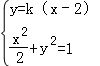 y=k（x-2）
x²/2+y²=1